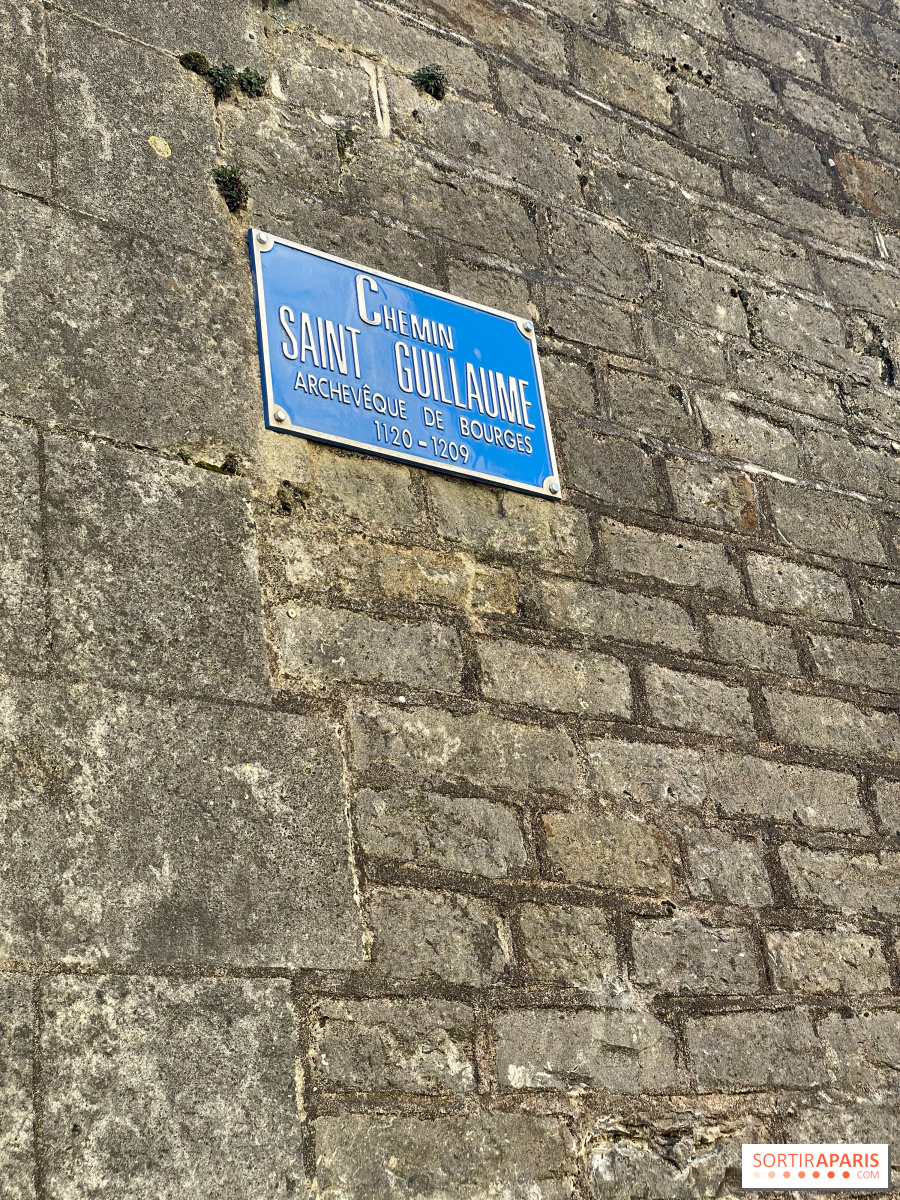 CHEMIN
SAINT GUILLAUME
ARCHEVÊQUE DE BOURGES
1120 - 1209
SORTIRAPARIS
COM